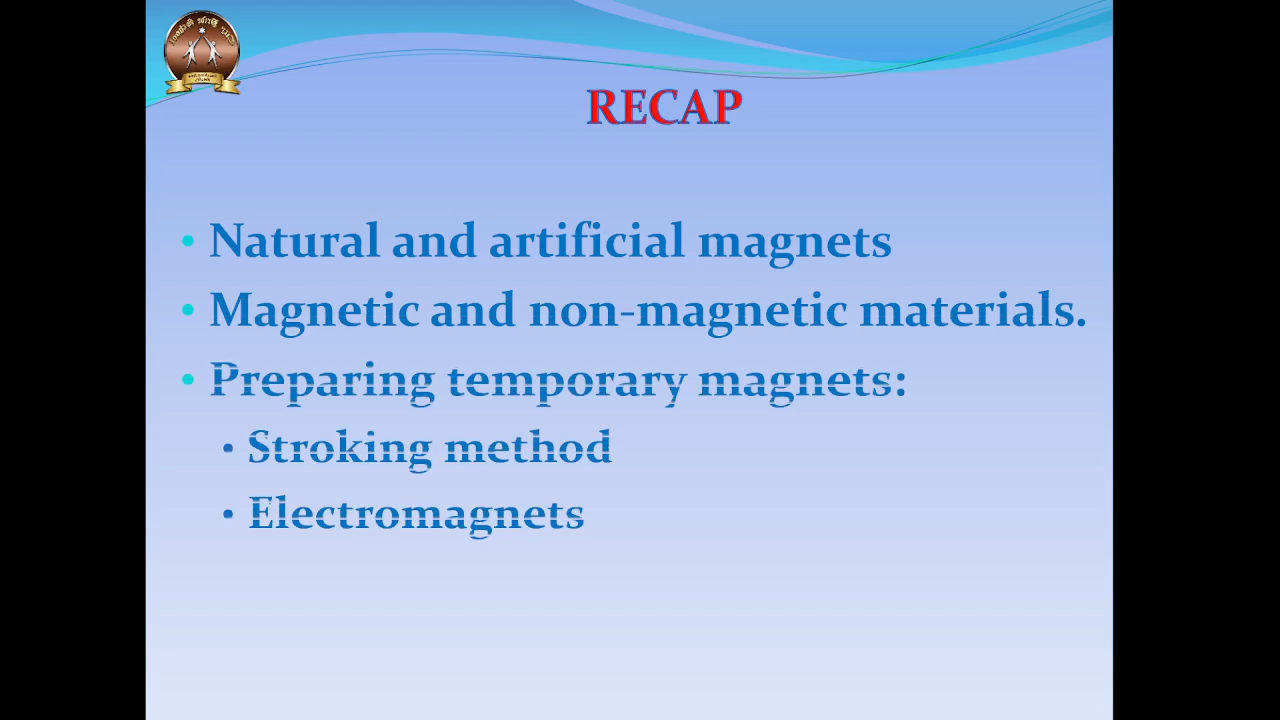 RECAP
• Natural and artificial magnets
• Magnetic and non-magnetic materials.
• Preparing temporary magnets:
• Stroking method
• Electromagnets